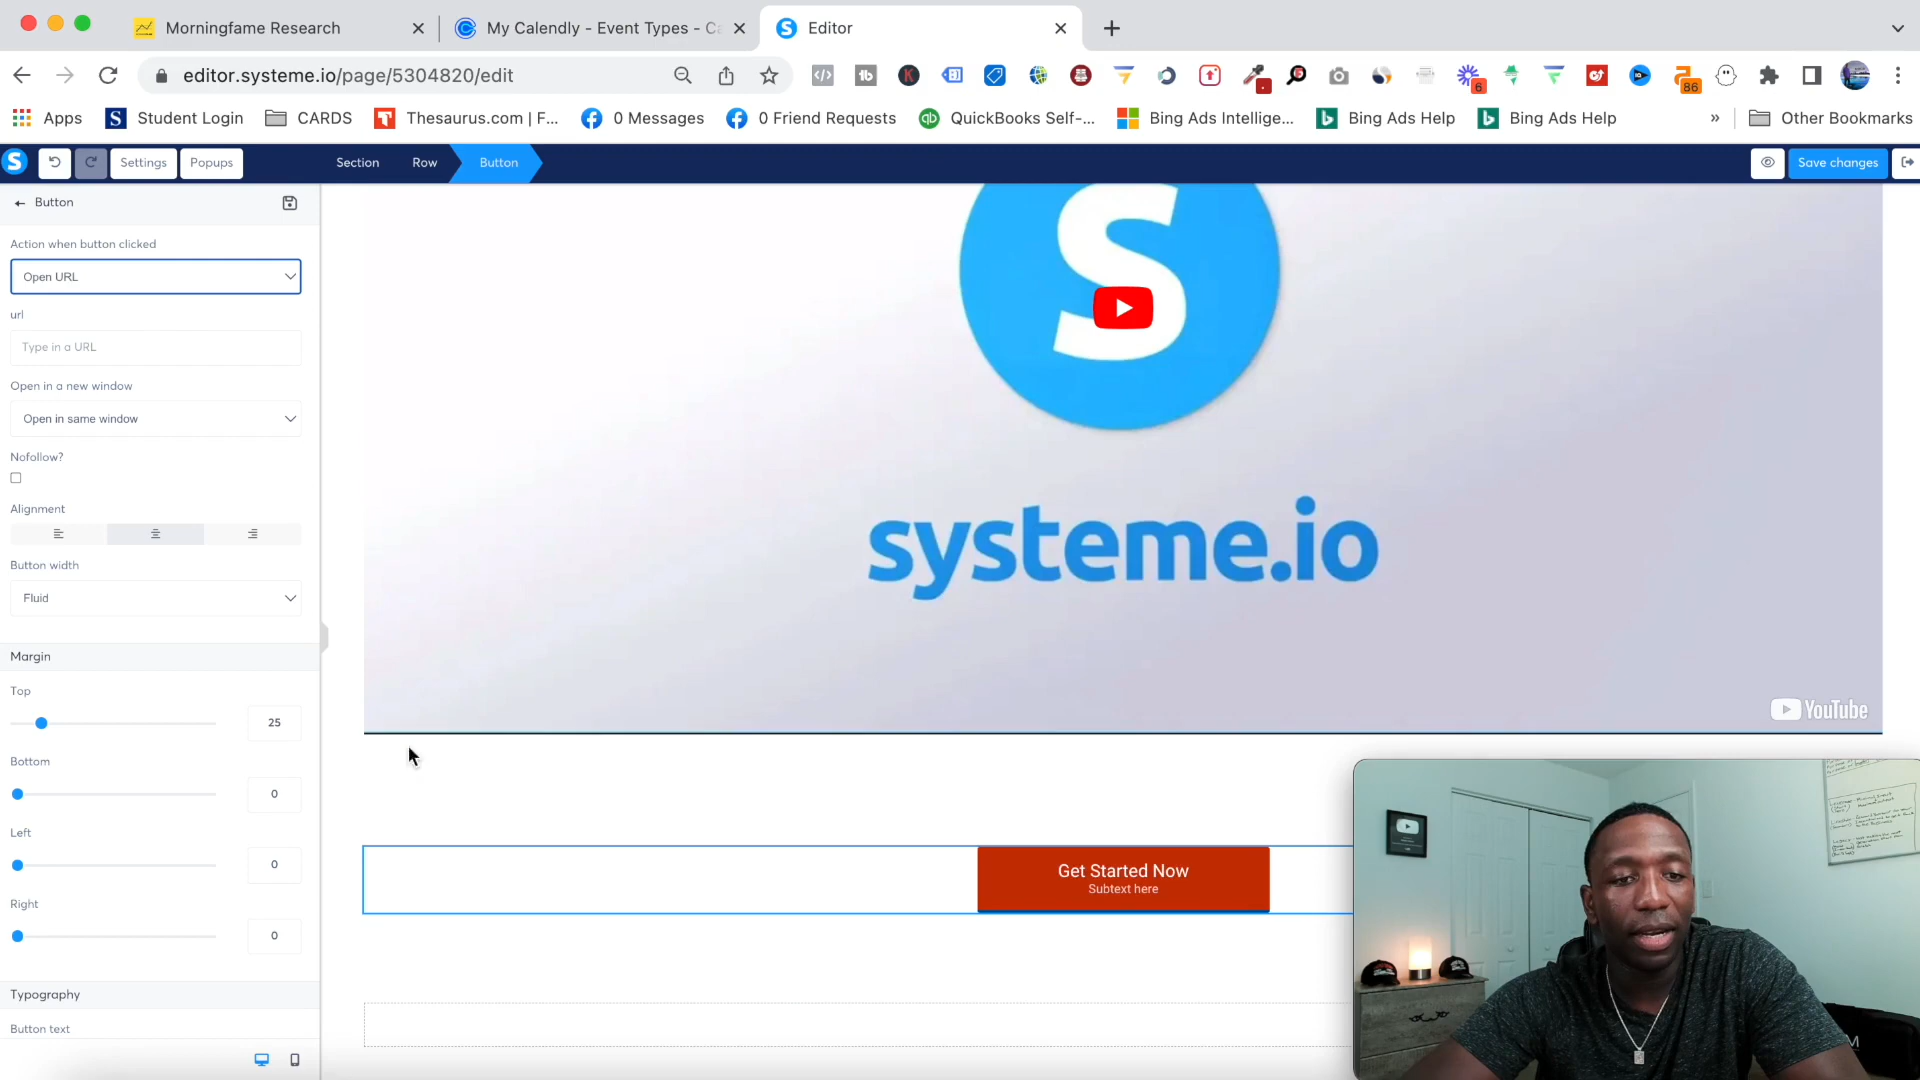 Morningfame Research
My Calendly - Event Types - Ca
Editor
editor.systeme.io/page/5304820/edit
6
86
Apps
Student Login
CARDS
Thesaurus.com | F...
0 Messages
0 Friend Requests
QuickBooks Self-...
Bing Ads Intellige...
Bing Ads Help
Bing Ads Help
»
Other Bookmarks
Settings
Popups
Section
Row
Button
Save changes
Button
Action when button clicked
Open URL
url
Type in a URL
Open in a new window
Open in same window
Nofollow?
Alignment
Button width
Fluid
Margin
Top
25
Bottom
0
Left
0
Right
0
Typography
Button text
S
systeme.io
YouTube
Get Started Now
Subtext here